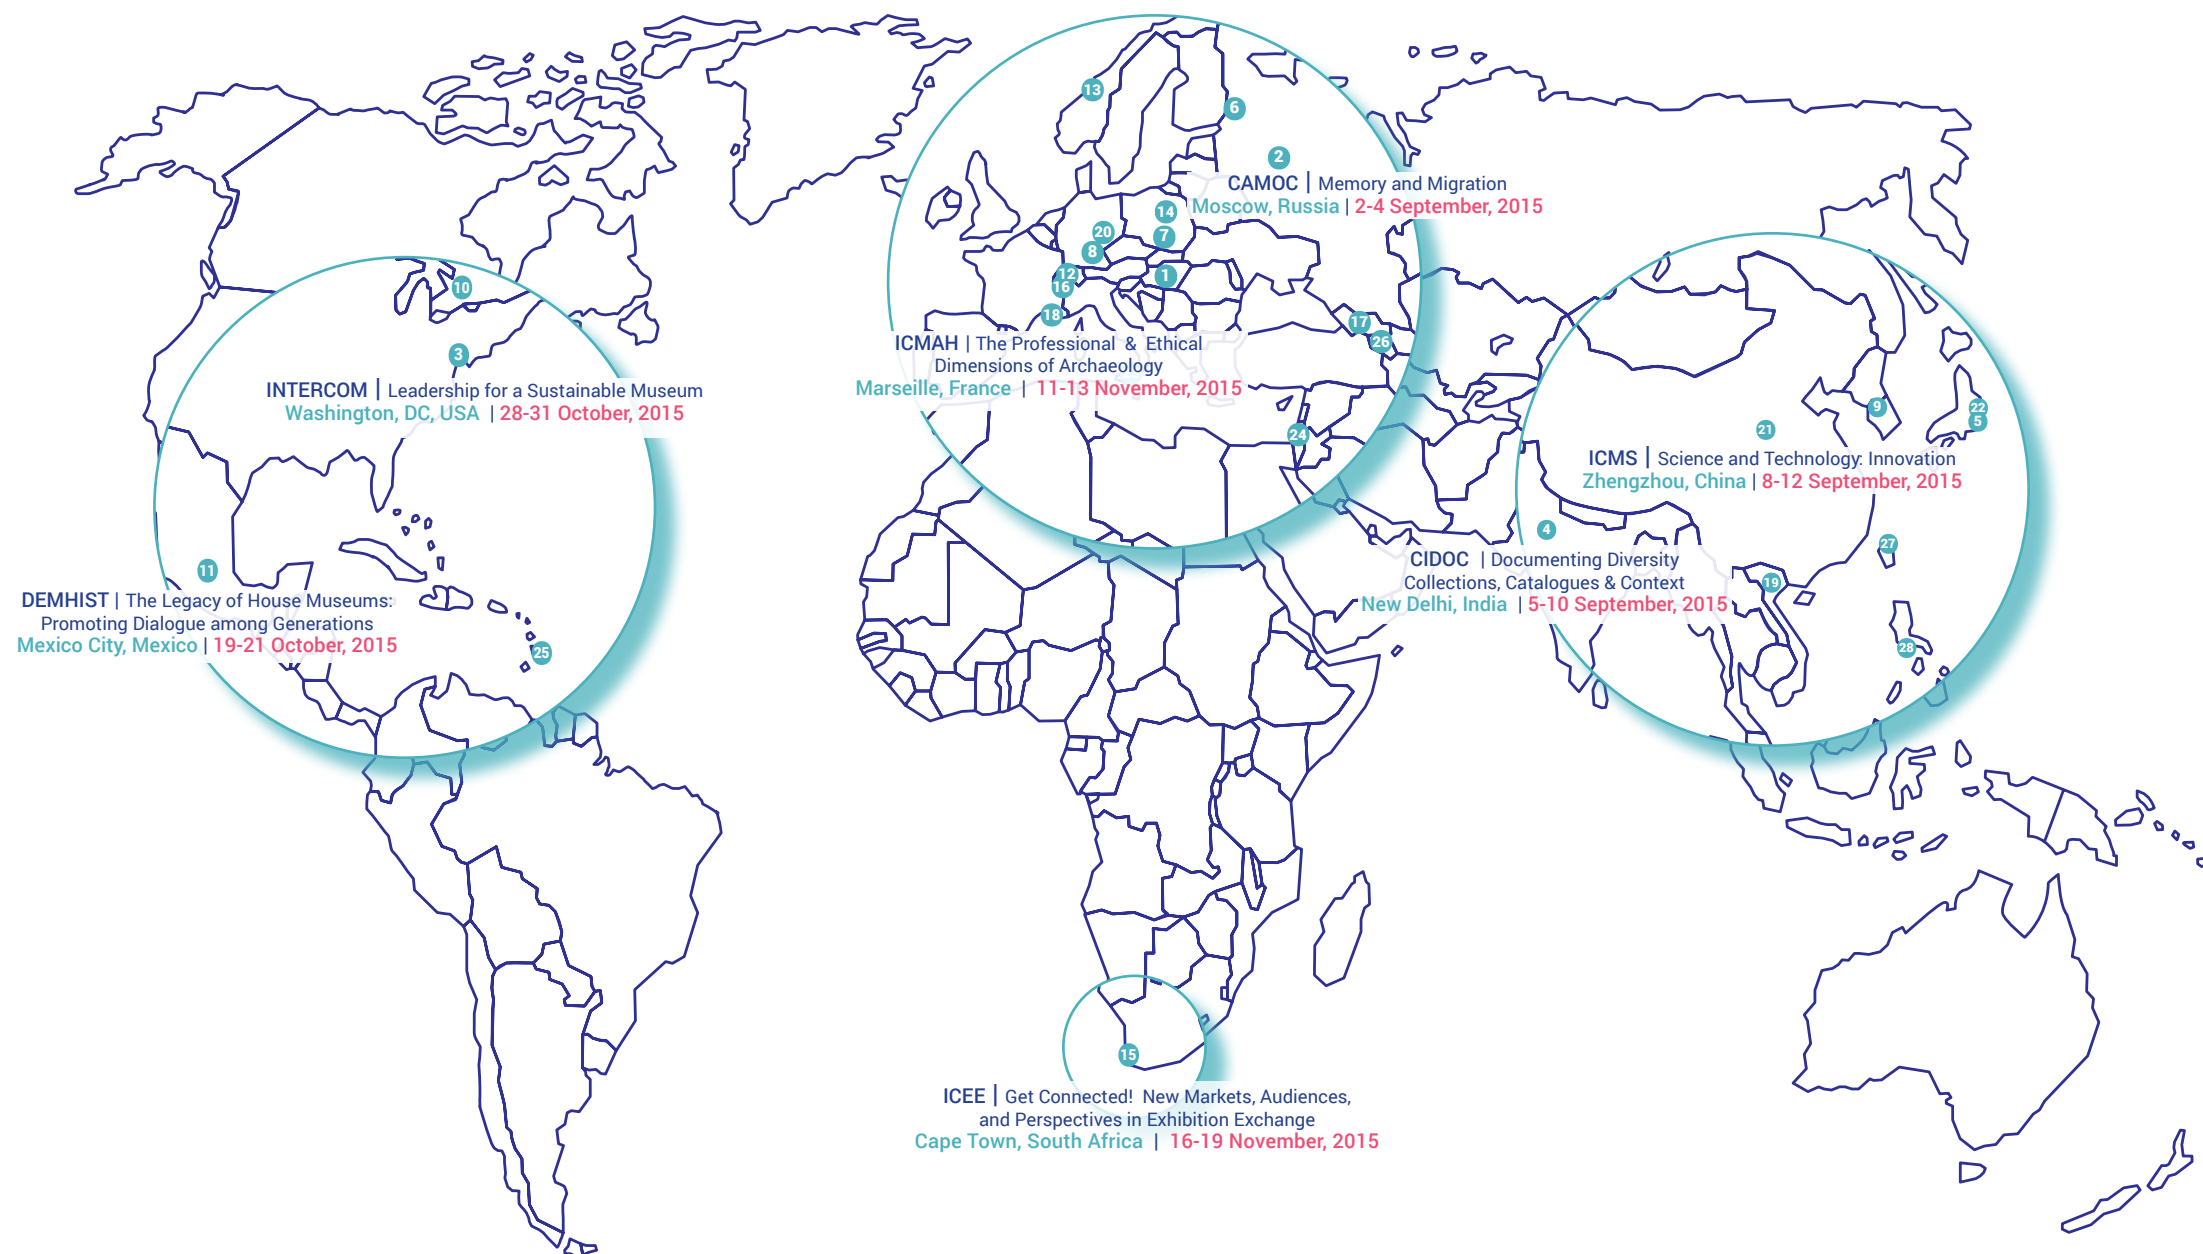 13
6
2
CAMOC | Memory and Migration
Moscow, Russia | 2-4 September, 2015
14
20
7
8
12
1
16
18
17
26
ICMAH | The Professional & Ethical
Dimensions of Archaeology
Marseille, France | 11-13 November, 2015
24
10
3
INTERCOM | Leadership for a Sustainable Museum
Washington, DC, USA | 28-31 October, 2015
11
DEMHIST | The Legacy of House Museums:
Promoting Dialogue among Generations
Mexico City, Mexico | 19-21 October, 2015
25
9
22
5
21
ICMS | Science and Technology: Innovation
Zhengzhou, China | 8-12 September, 2015
4
27
CIDOC | Documenting Diversity
Collections, Catalogues & Context
New Delhi, India | 5-10 September, 2015
19
28
15
ICEE | Get Connected! New Markets, Audiences,
and Perspectives in Exhibition Exchange
Cape Town, South Africa | 16-19 November, 2015